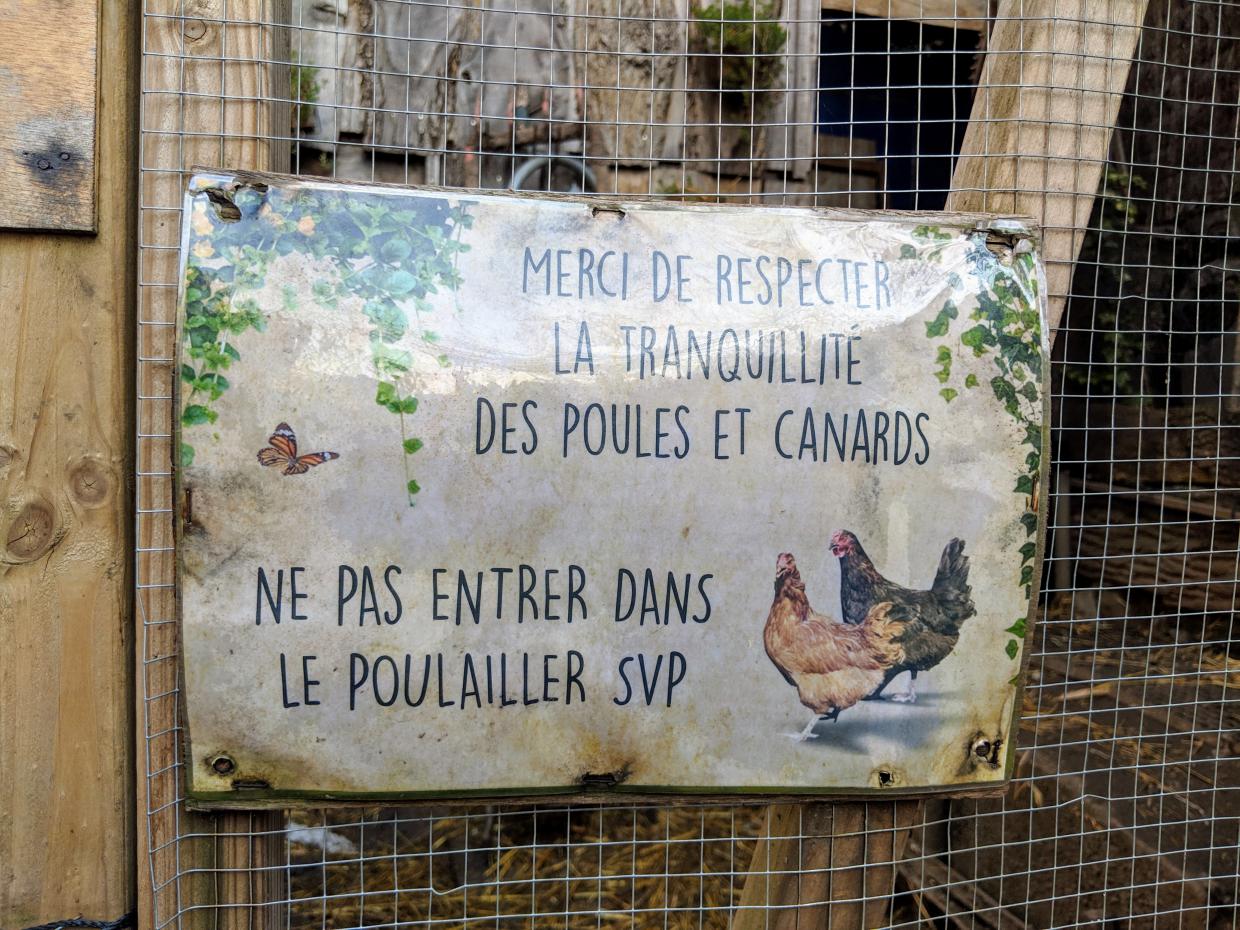 MERCI DE RESPECTER
LA TRANQUILLITÉ
DES POULES ET CANARDS
NE PAS ENTRER DANS
LE POULAILLER SVP